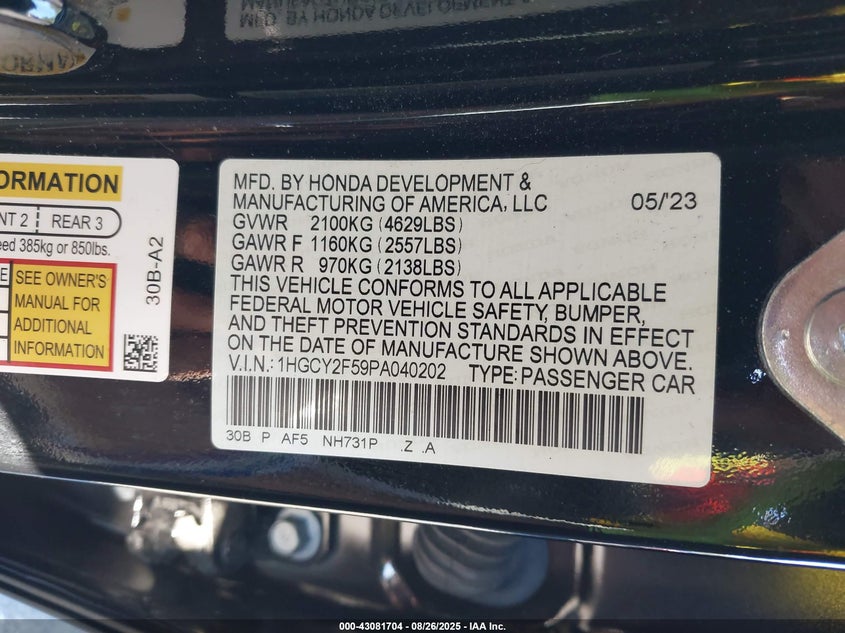 ORMATION
NT 2 REAR 3
eed 385kg or 850lbs.
E SEE OWNER'S
MANUAL FOR
ADDITIONAL
INFORMATION
30B-A2
MFD. BY HONDA DEVELOPMENT &
MANUFACTURING OF AMERICA, LLC 05/'23
GVWR 2100KG (4629LBS)
GAWR F 1160KG (2557LBS)
GAWR R 970KG (2138LBS)
THIS VEHICLE CONFORMS TO ALL APPLICABLE
FEDERAL MOTOR VEHICLE SAFETY, BUMPER,
AND THEFT PREVENTION STANDARDS IN EFFECT
ON THE DATE OF MANUFACTURE SHOWN ABOVE.
V.I.N.: 1HGCY2F59PA040202 TYPE: PASSENGER CAR
30B P AF5 NH731P .Z .A
000-43081704 - 08/26/2025 - IAA Inc.